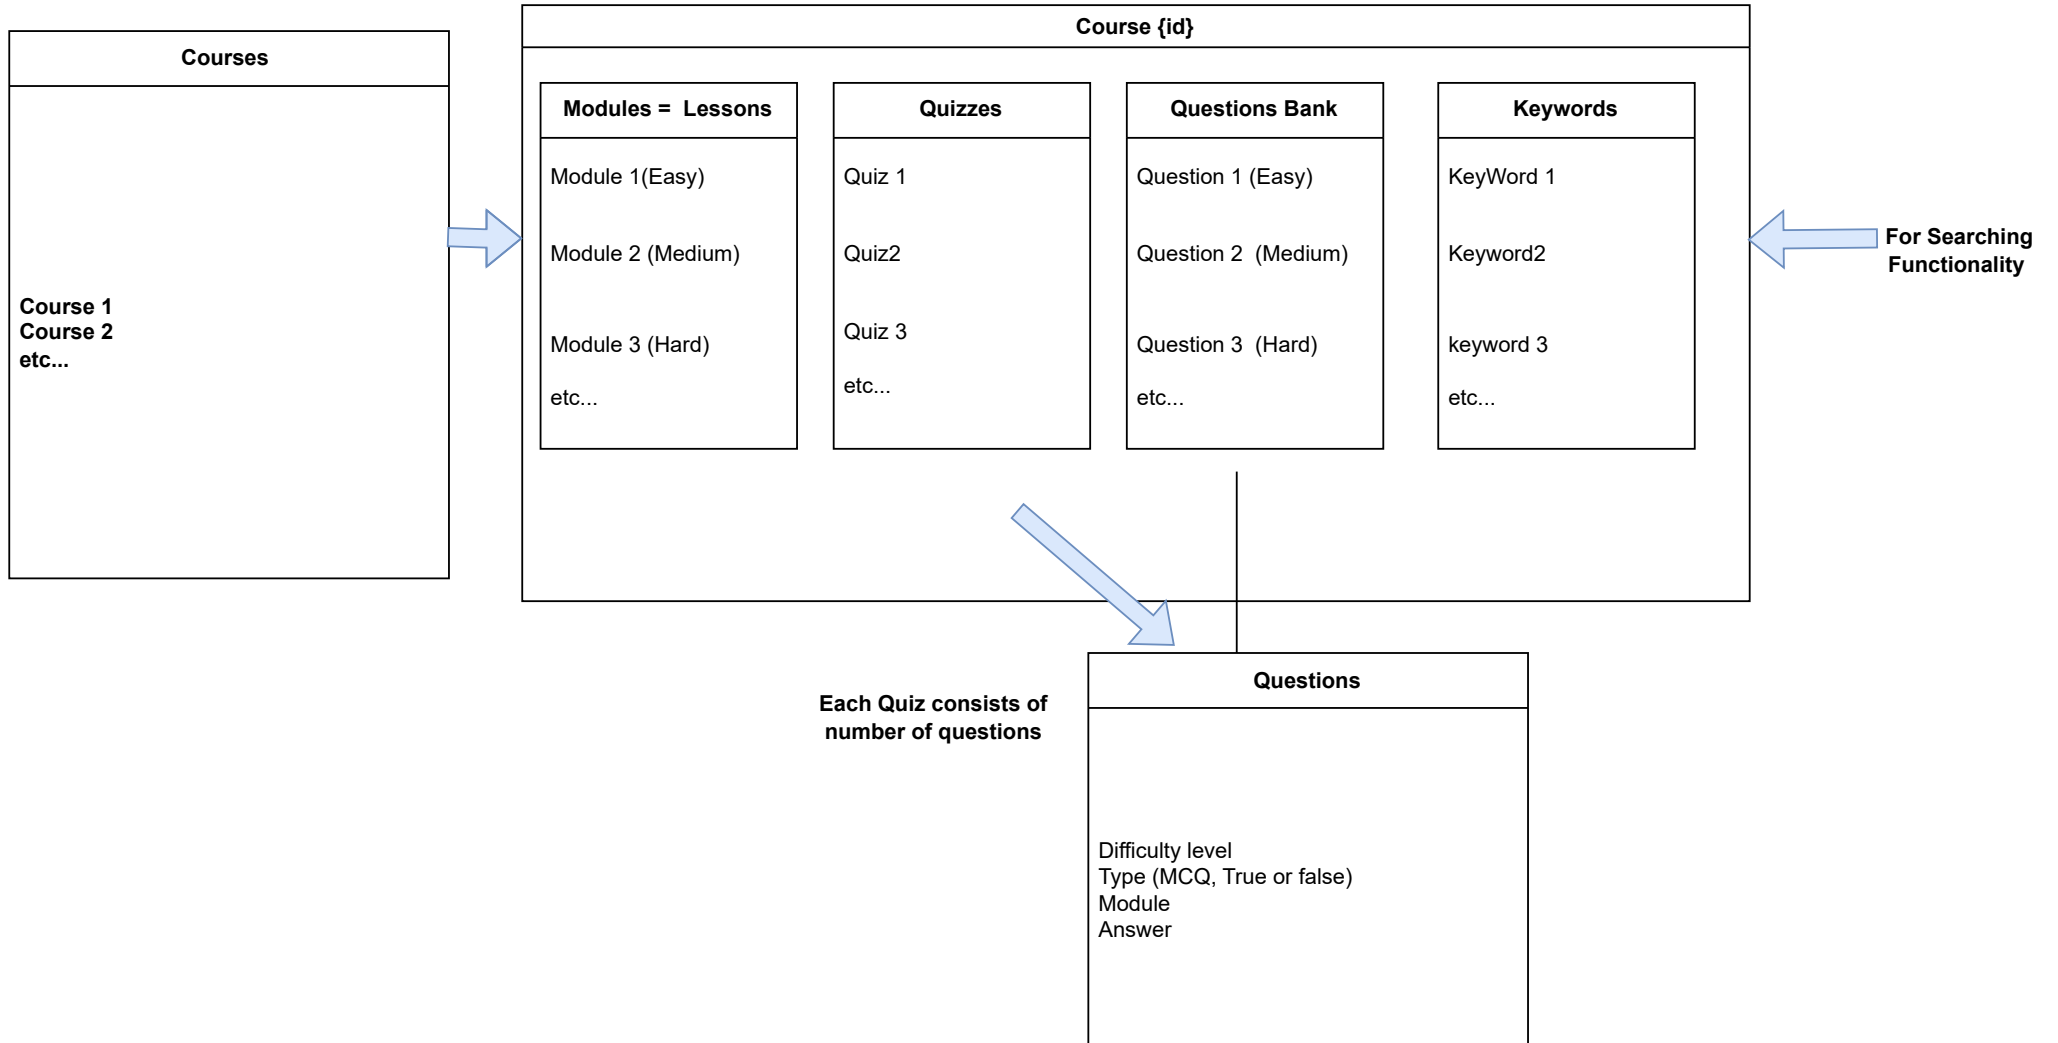 Course {id}
Courses
Course 1
Course 2
etc...
Modules =  Lessons
Module 1(Easy)
Module 2 (Medium)
Module 3 (Hard)
etc...
Quizzes
Quiz 1
Quiz2
Quiz 3
etc...
Questions Bank
Question 1 (Easy)
Question 2  (Medium)
Question 3  (Hard)
etc...
Keywords
KeyWord 1
Keyword2
keyword 3
etc...
For Searching
Functionality
Each Quiz consists of
number of questions
Questions
Difficulty level
Type (MCQ, True or false)
Module
Answer